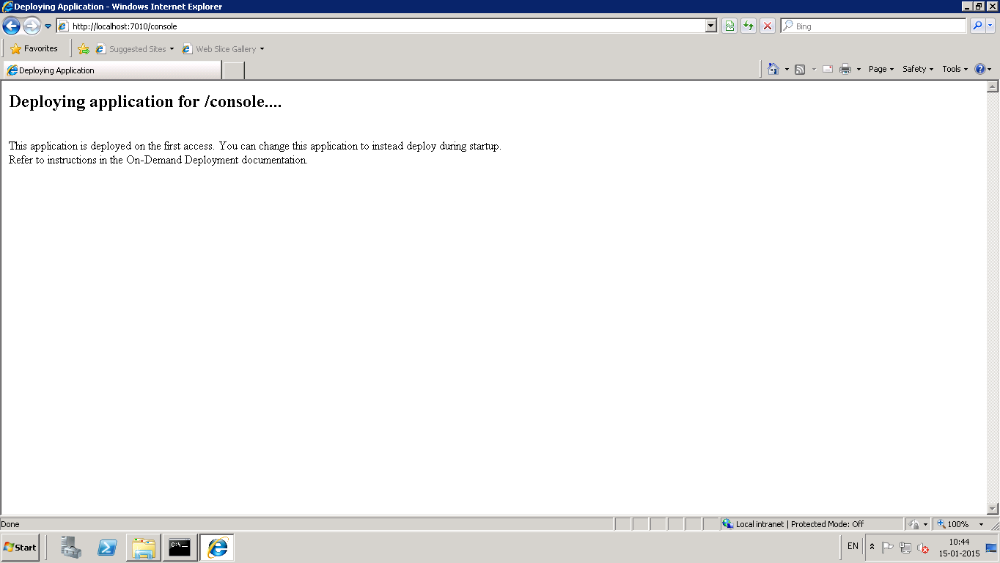 Deploying Application - Windows Internet Explorer
http://localhost:7010/console
Bing
Favorites
Suggested Sites
Web Slice Gallery
Deploying Application
Page
Safety
Tools
Deploying application for /console....
This application is deployed on the first access. You can change this application to instead deploy during startup.
Refer to instructions in the On-Demand Deployment documentation.
Done
Local intranet | Protected Mode: Off
100%
Start
C:\_
EN
10:44
15-01-2015